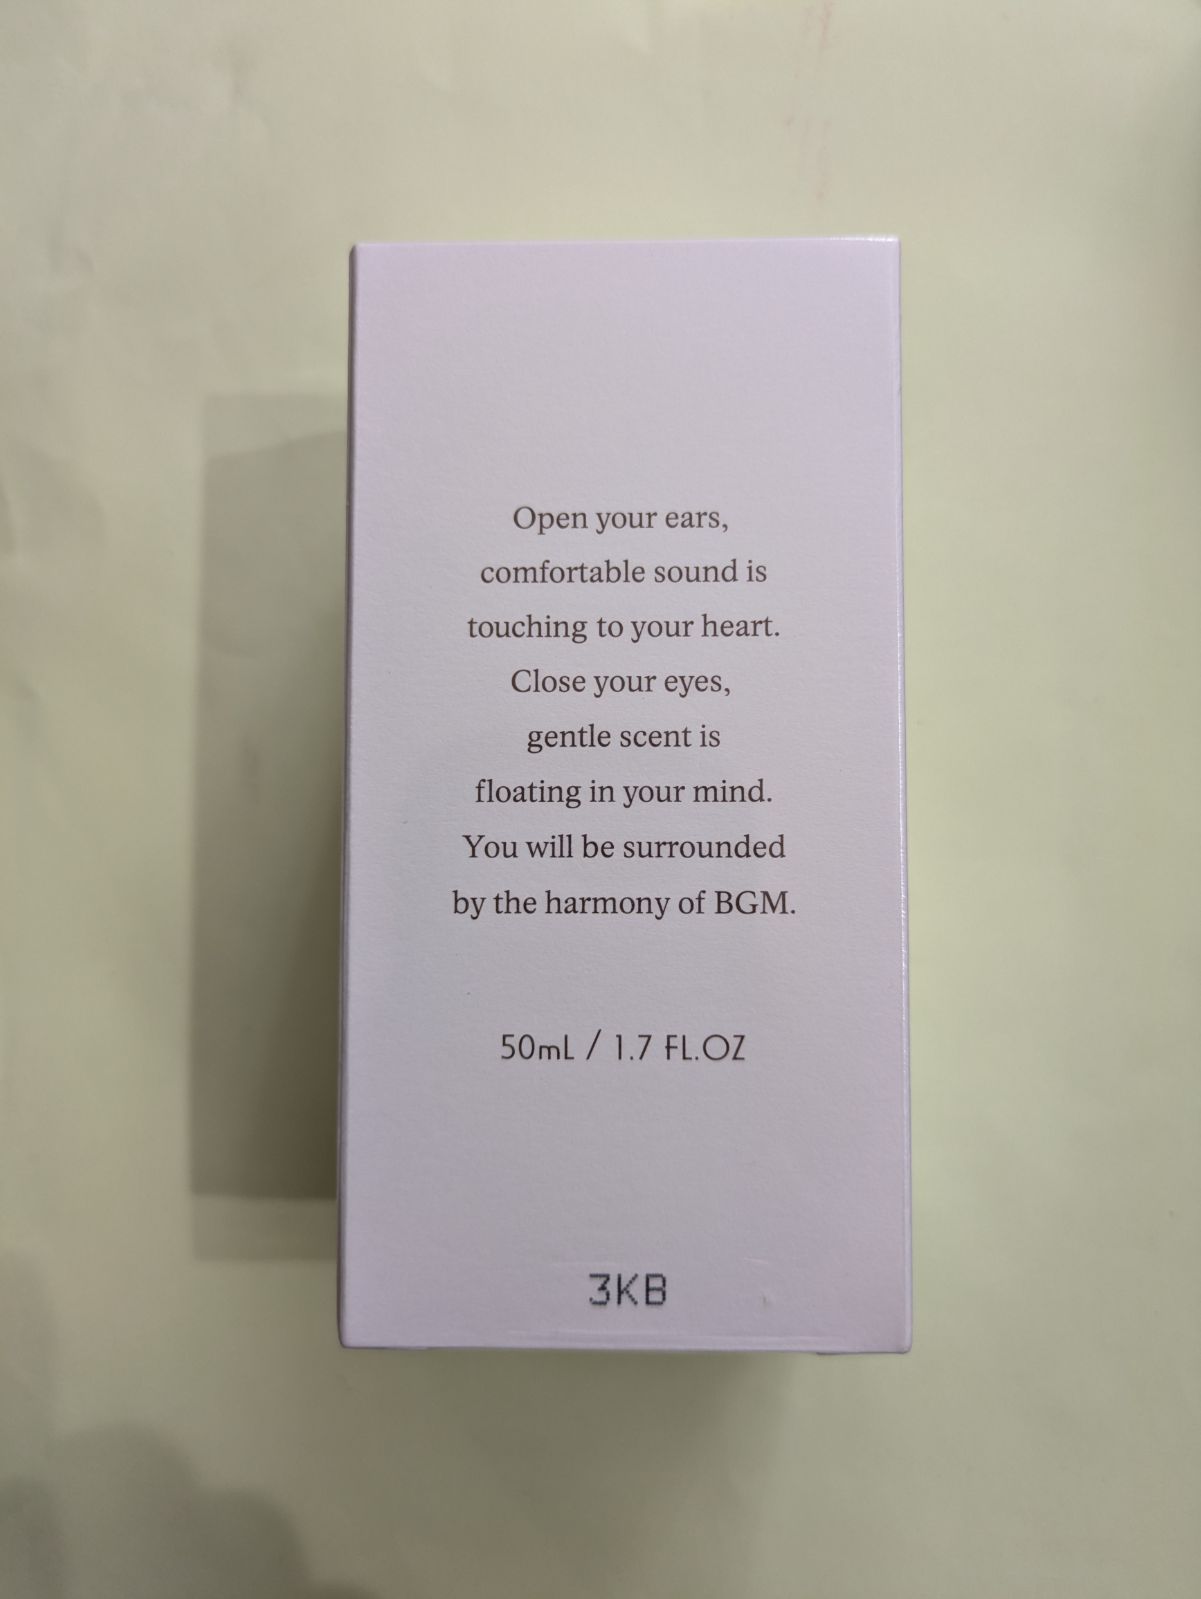 Open your ears,
comfortable sound is
touching to your heart.
Close your eyes,
gentle scent is
floating in your mind.
You will be surrounded
by the harmony of BGM.
50mL / 1.7 FL.OZ
3KB